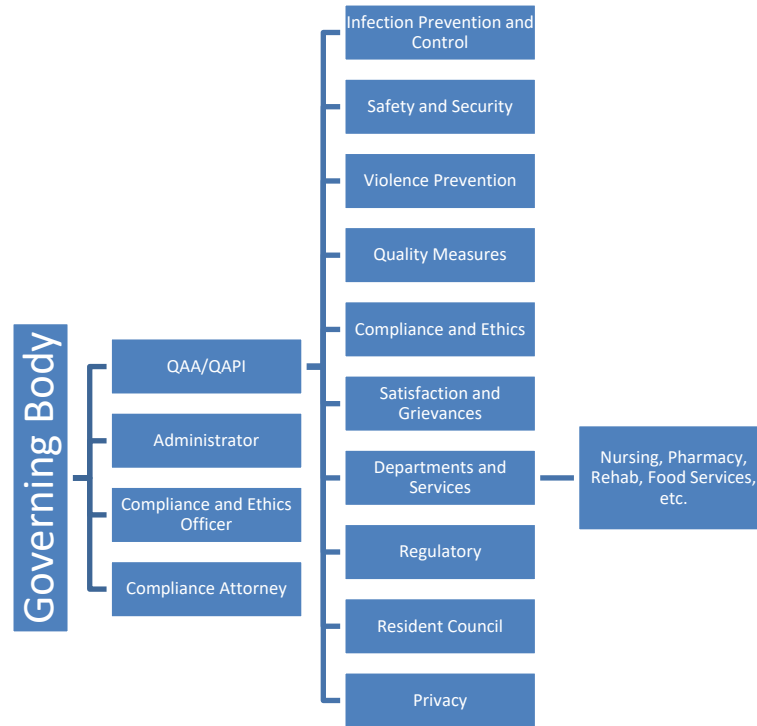 Governing Body
QAA/QAPI
Administrator
Compliance and Ethics
Officer
Compliance Attorney
Infection Prevention and
Control
Safety and Security
Violence Prevention
Quality Measures
Compliance and Ethics
Satisfaction and
Grievances
Departments and
Services
Regulatory
Resident Council
Privacy
Nursing, Pharmacy,
Rehab, Food Services,
etc.